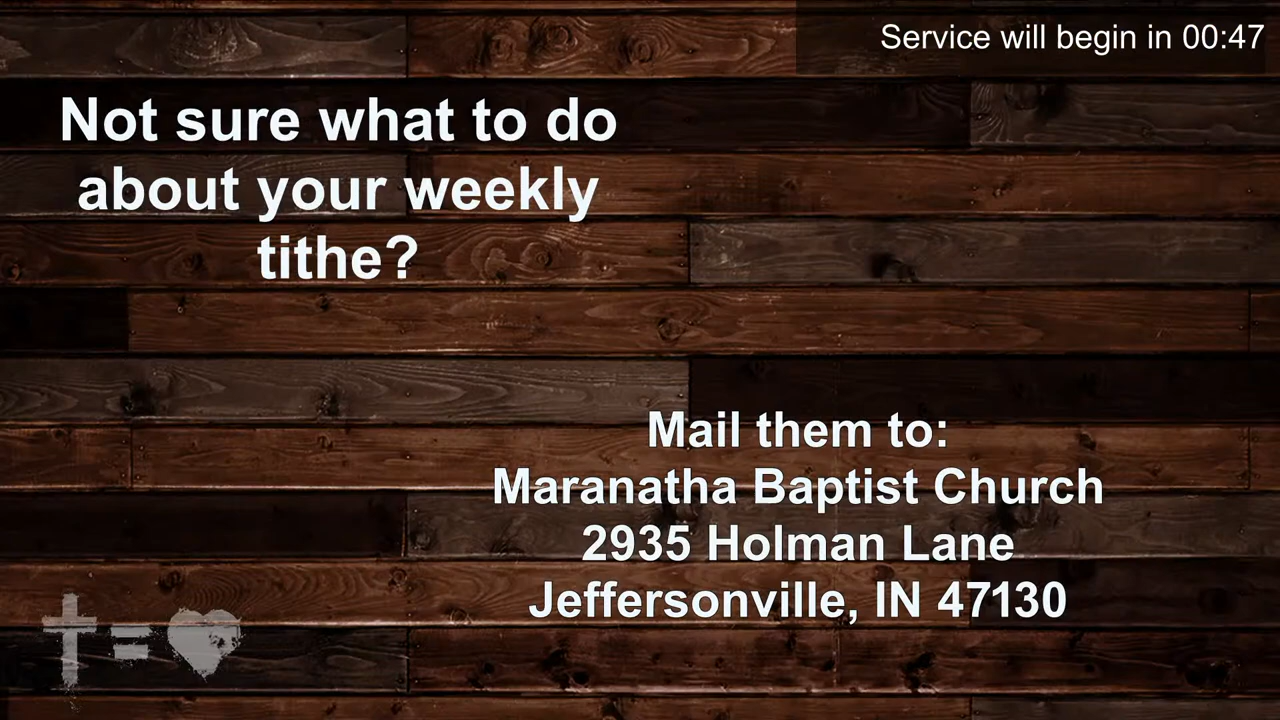 Service will begin in 00:47
Not sure what to do
about your weekly
tithe?
Mail them to:
Maranatha Baptist Church
2935 Holman Lane
Jeffersonville, IN 47130